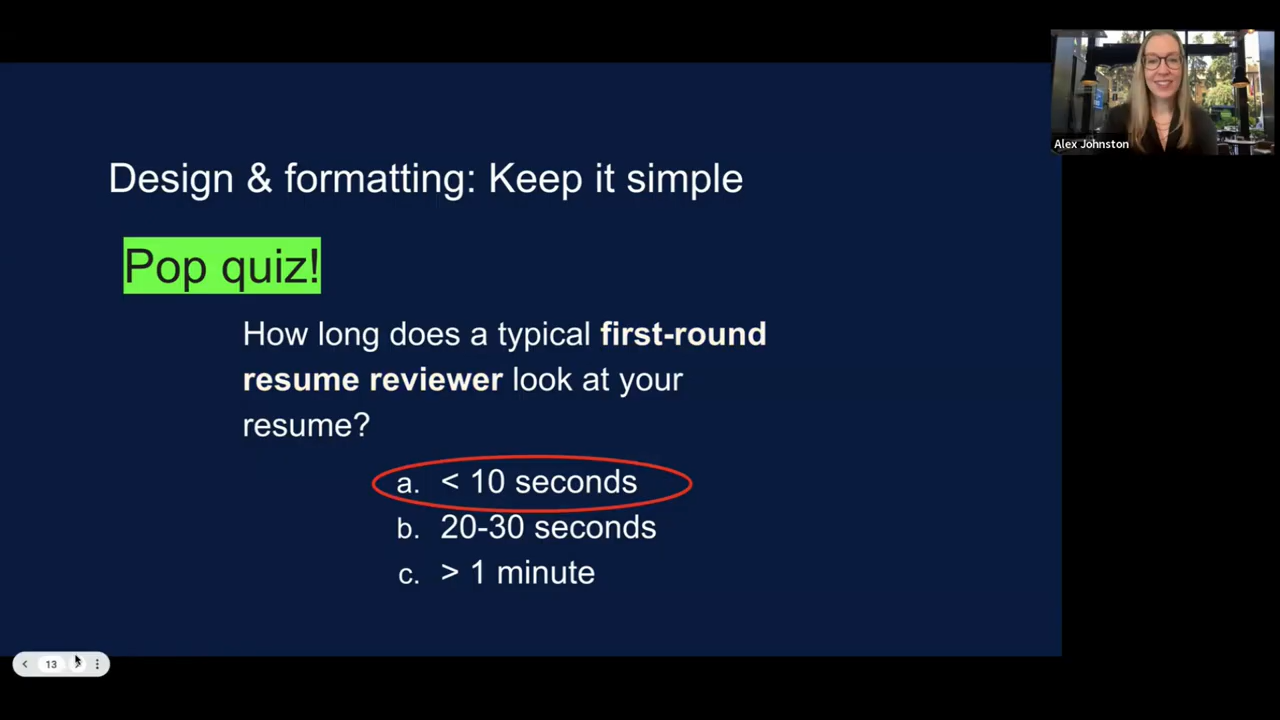 Alex Johnston
Design & formatting: Keep it simple
Pop quiz!
How long does a typical first-round
resume reviewer look at your
resume?
a. < 10 seconds
b. 20-30 seconds
c. > 1 minute
13